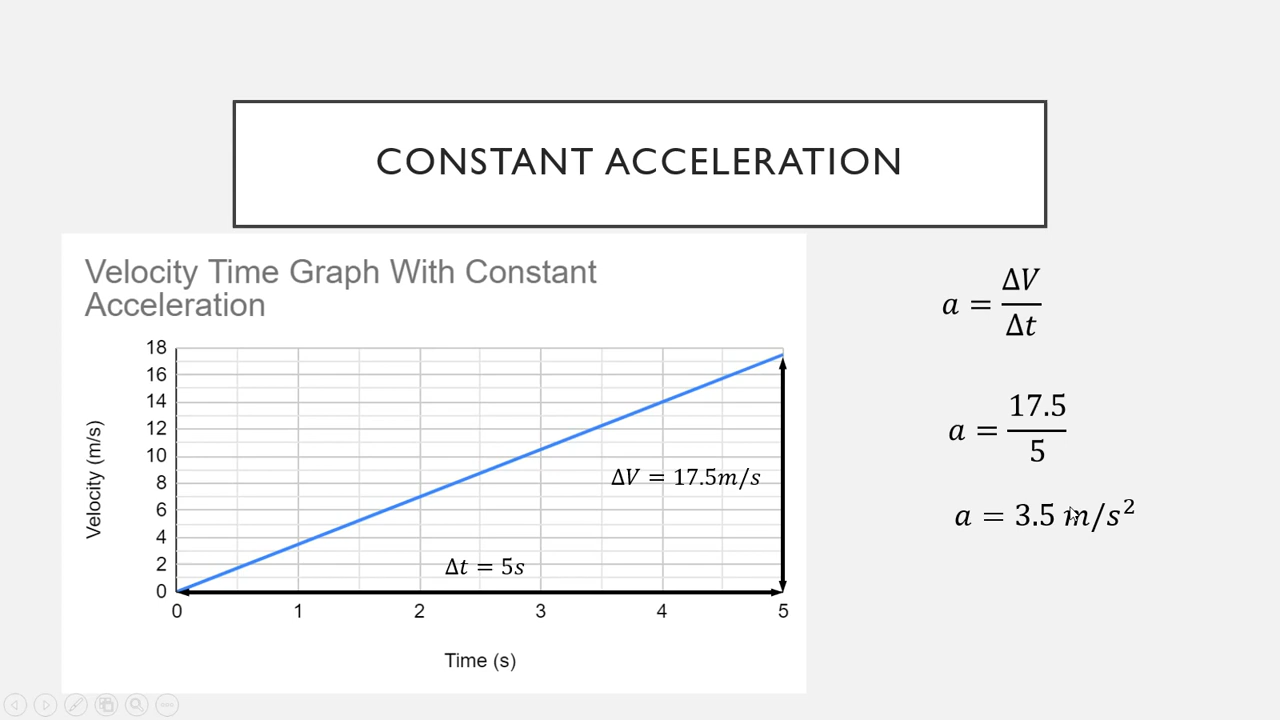 CONSTANT ACCELERATION
Velocity Time Graph With Constant
Acceleration
18
16
14
12
10
8
6
4
2
0
Velocity (m/s)
ΔV = 17.5m/s
Δt = 5s
0 1 2 3 4 5
Time (s)
a = ΔV/Δt
a = 17.5/5
a = 3.5 m/s²